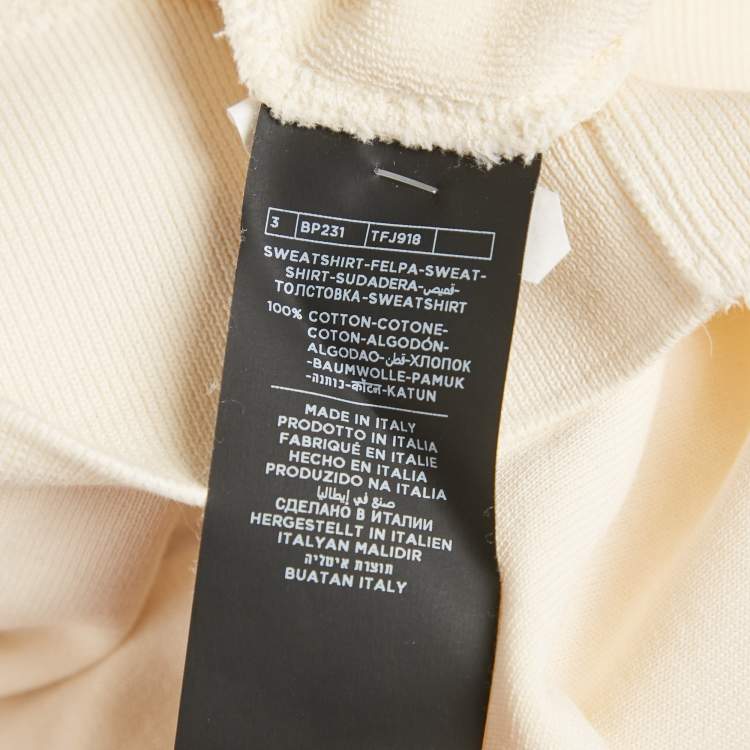 3 BP231 TFJ918
SWEATSHIRT-FELPA-SWEAT-
SHIRT-SUDADERA-قميص-
ТОЛСТОВКА-SWEATSHIRT
100% COTTON-COTONE-
COTON-ALGODÓN-
ALGODAO-قطن-ХЛОПОК
-BAUMWOLLE-PAMUK
-כותנה-कॉटन-KATUN
MADE IN ITALY
PRODOTTO IN ITALIA
FABRIQUÉ EN ITALIE
HECHO EN ITALIA
PRODUZIDO NA ITALIA
صنع في إيطاليا
СДЕЛАНО В ИТАЛИИ
HERGESTELLT IN ITALIEN
ITALYAN MALIDIR
תוצרת איטליה
BUATAN ITALY